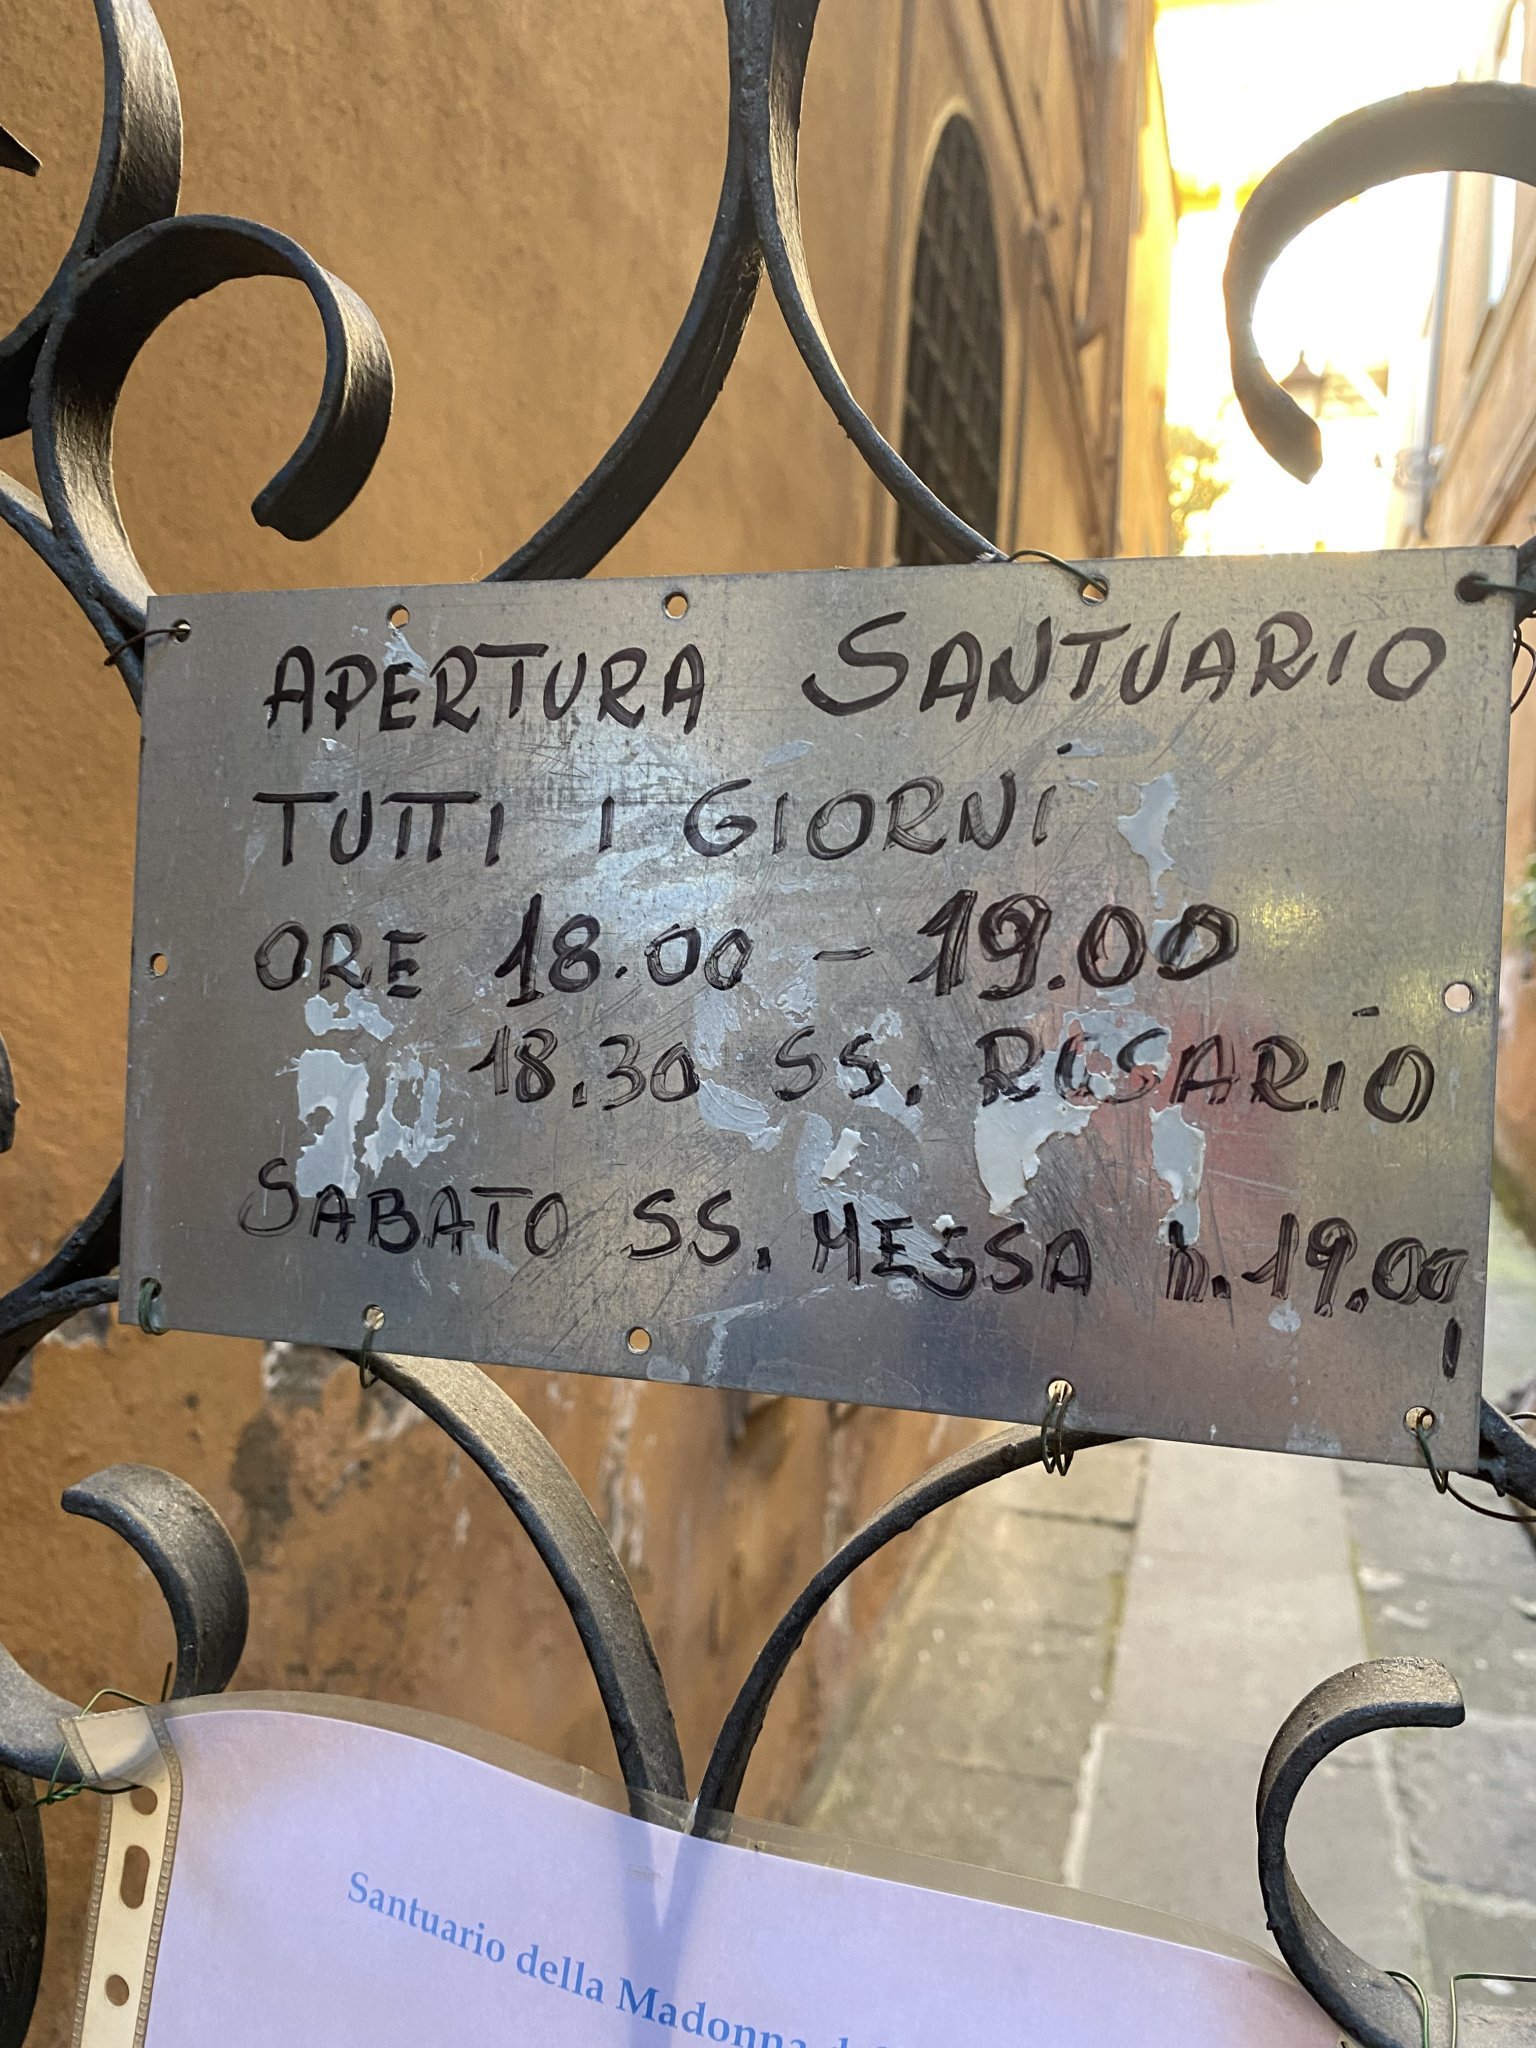 APERTURA SANTUARIO
TUTTI I GIORNI
ORE 18.00 - 19.00
18.30 SS. ROSARIO
SABATO SS. MESSA h. 19.00
Santuario della Madonna